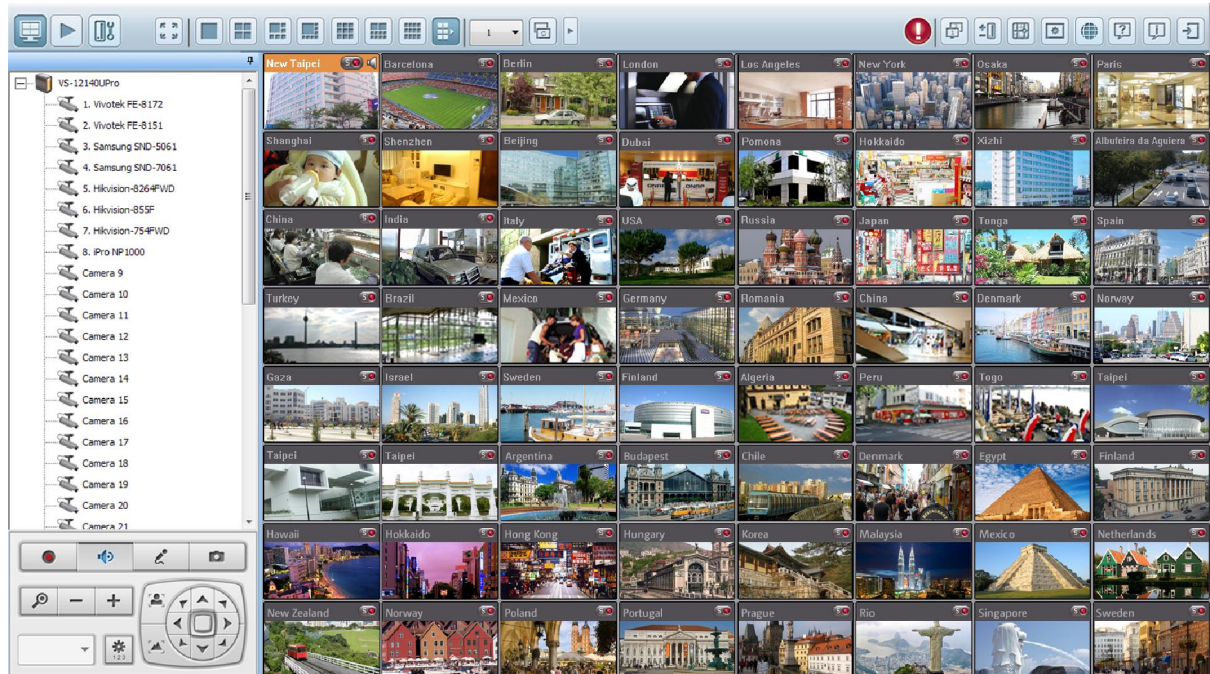 1
New Taipei
Barcelona
Berlin
London
Los Angeles
New York
Osaka
Paris
VS-12140UPro
1. Vivotek FE-8172
2. Vivotek FE-8151
3. Samsung SND-5061
4. Samsung SND-7061
5. Hikvision-8264FWD
6. Hikvision-855F
7. Hikvision-754FWD
8. iPro NP1000
Camera 9
Camera 10
Camera 11
Camera 12
Camera 13
Camera 14
Camera 15
Camera 16
Camera 17
Camera 18
Camera 19
Camera 20
Camera 21
123
Shanghai
Shenzhen
Beijing
Dubai
Pomona
Hokkaido
Xizhi
Albufeira da Aguiera
China
India
Italy
USA
Russia
Japan
Tonga
Spain
Turkey
Brazil
Mexico
Germany
Romania
China
Denmark
Norway
Gaza
Israel
Sweden
Finland
Algeria
Peru
Togo
Taipei
Taipei
Taipei
Argentina
Budapest
Chile
Denmark
Egypt
Finland
Hawaii
Hokkaido
Hong Kong
Hungary
Korea
Malaysia
Mexico
Netherlands
New Zealand
Norway
Poland
Portugal
Prague
Rio
Singapore
Sweden